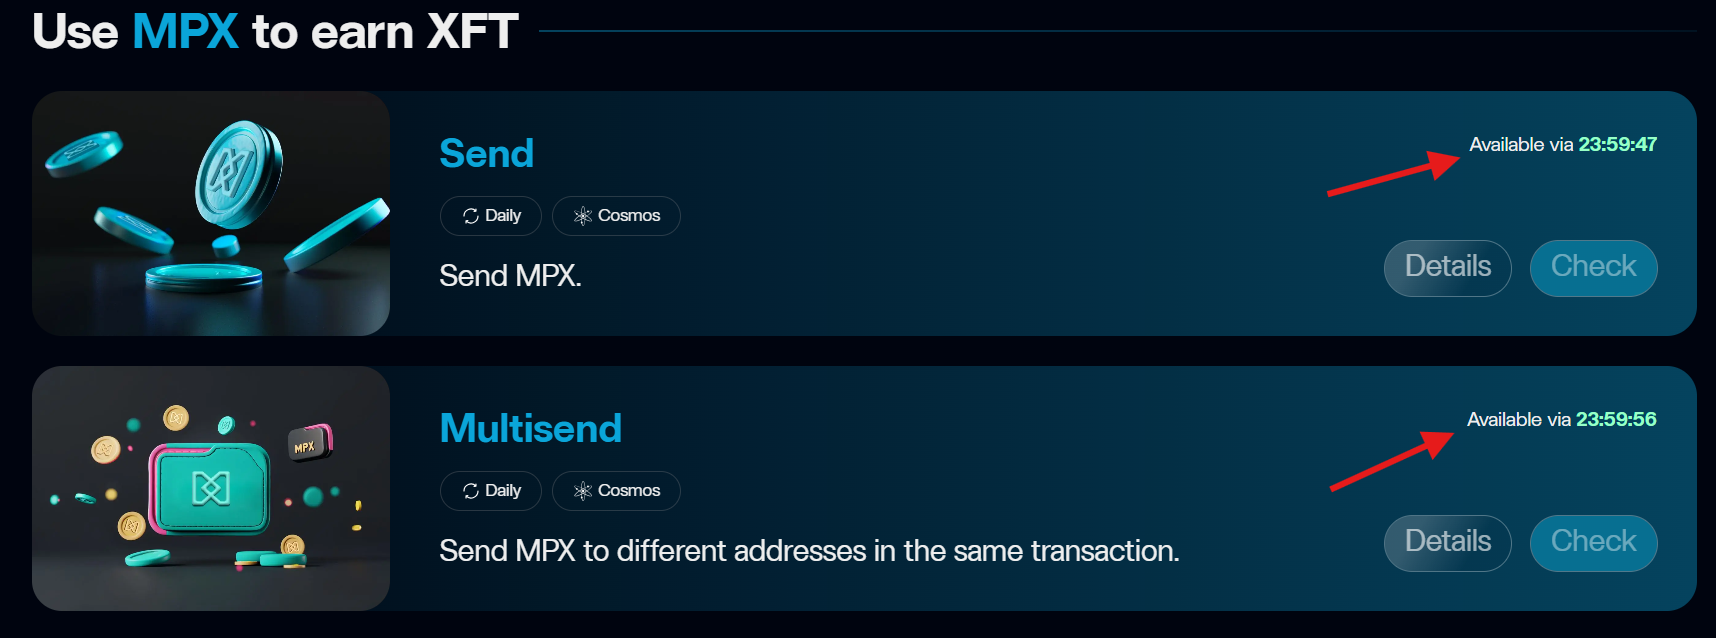 Use MPX to earn XFT
Send
Available via 23:59:47
Daily
Cosmos
Send MPX.
Details
Check
MPX
Multisend
Available via 23:59:56
Daily
Cosmos
Send MPX to different addresses in the same transaction.
Details
Check